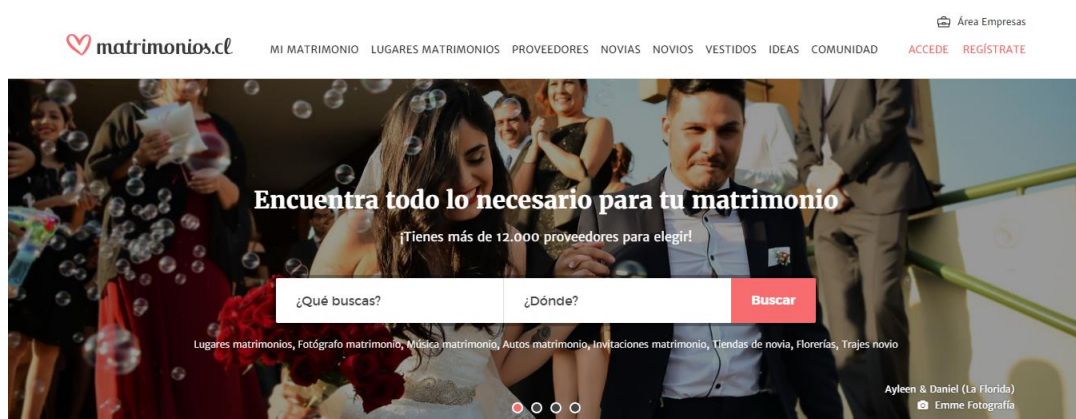 Área Empresas
matrimonios.cl
MI MATRIMONIO LUGARES MATRIMONIOS PROVEEDORES NOVIAS NOVIOS VESTIDOS IDEAS COMUNIDAD ACCEDE REGÍSTRATE
Encuentra todo lo necesario para tu matrimonio
¡Tienes más de 12.000 proveedores para elegir!
¿Qué buscas? ¿Dónde? Buscar
Lugares matrimonios, Fotógrafo matrimonio, Música matrimonio, Autos matrimonio, Invitaciones matrimonio, Tiendas de novia, Florerías, Trajes novio
Ayleen & Daniel (La Florida)
Emme Fotografía